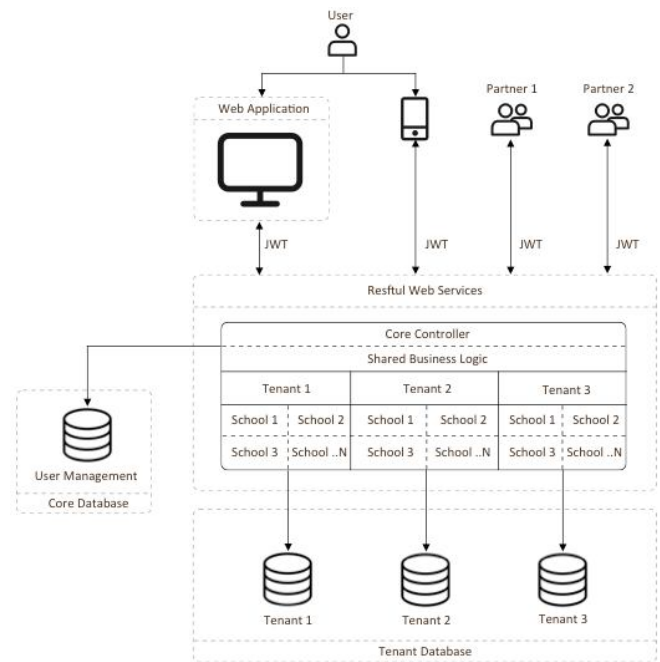 User
Web Application
Partner 1
Partner 2
JWT
JWT
JWT
JWT
Resftul Web Services
Core Controller
Shared Business Logic
Tenant 1
Tenant 2
Tenant 3
School 1
School 2
School 1
School 2
School 1
School 2
School 3
School ..N
School 3
School ..N
School 3
School ..N
User Management
Core Database
Tenant 1
Tenant 2
Tenant 3
Tenant Database